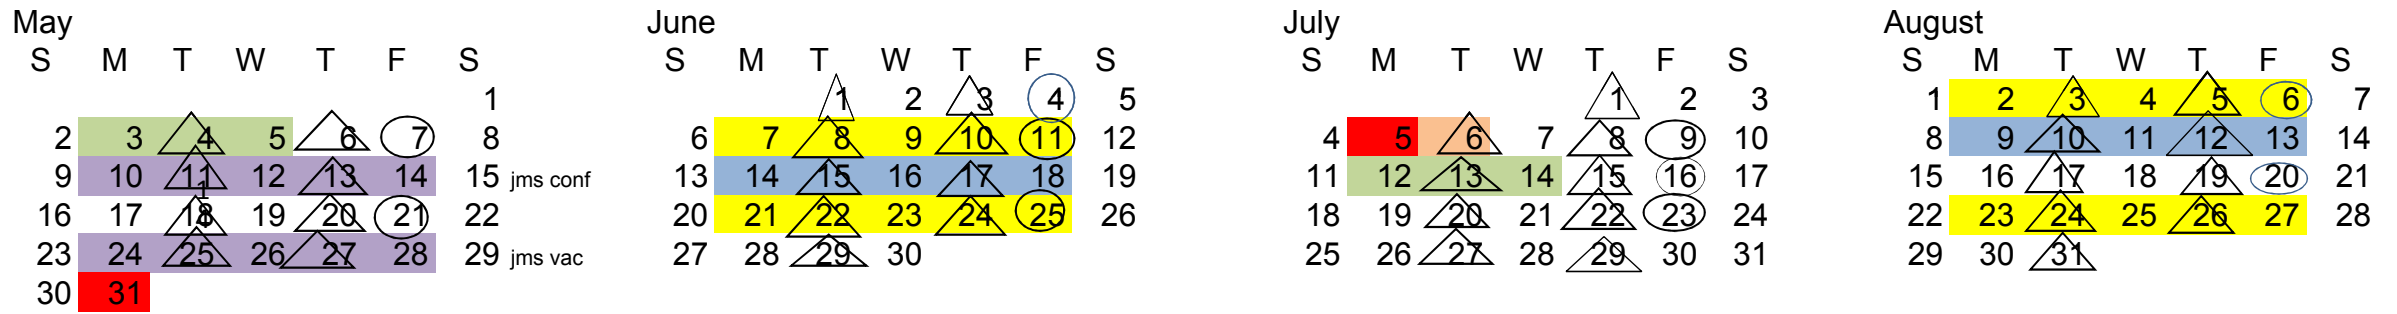 May June July August
S M T W T F S S M T W T F S S M T W T F S S M T W T F S
1 1 2 3 4 5 1 2 3 1 2 3 4 5 6 7
2 3 4 5 6 7 8 6 7 8 9 10 11 12 4 5 6 7 8 9 10 8 9 10 11 12 13 14
9 10 11 12 13 14 15 jms conf 13 14 15 16 17 18 19 11 12 13 14 15 16 17 15 16 17 18 19 20 21
1
16 17 18 19 20 21 22 20 21 22 23 24 25 26 18 19 20 21 22 23 24 22 23 24 25 26 27 28
23 24 25 26 27 28 29 jms vac 27 28 29 30 25 26 27 28 29 30 31 29 30 31
30 31